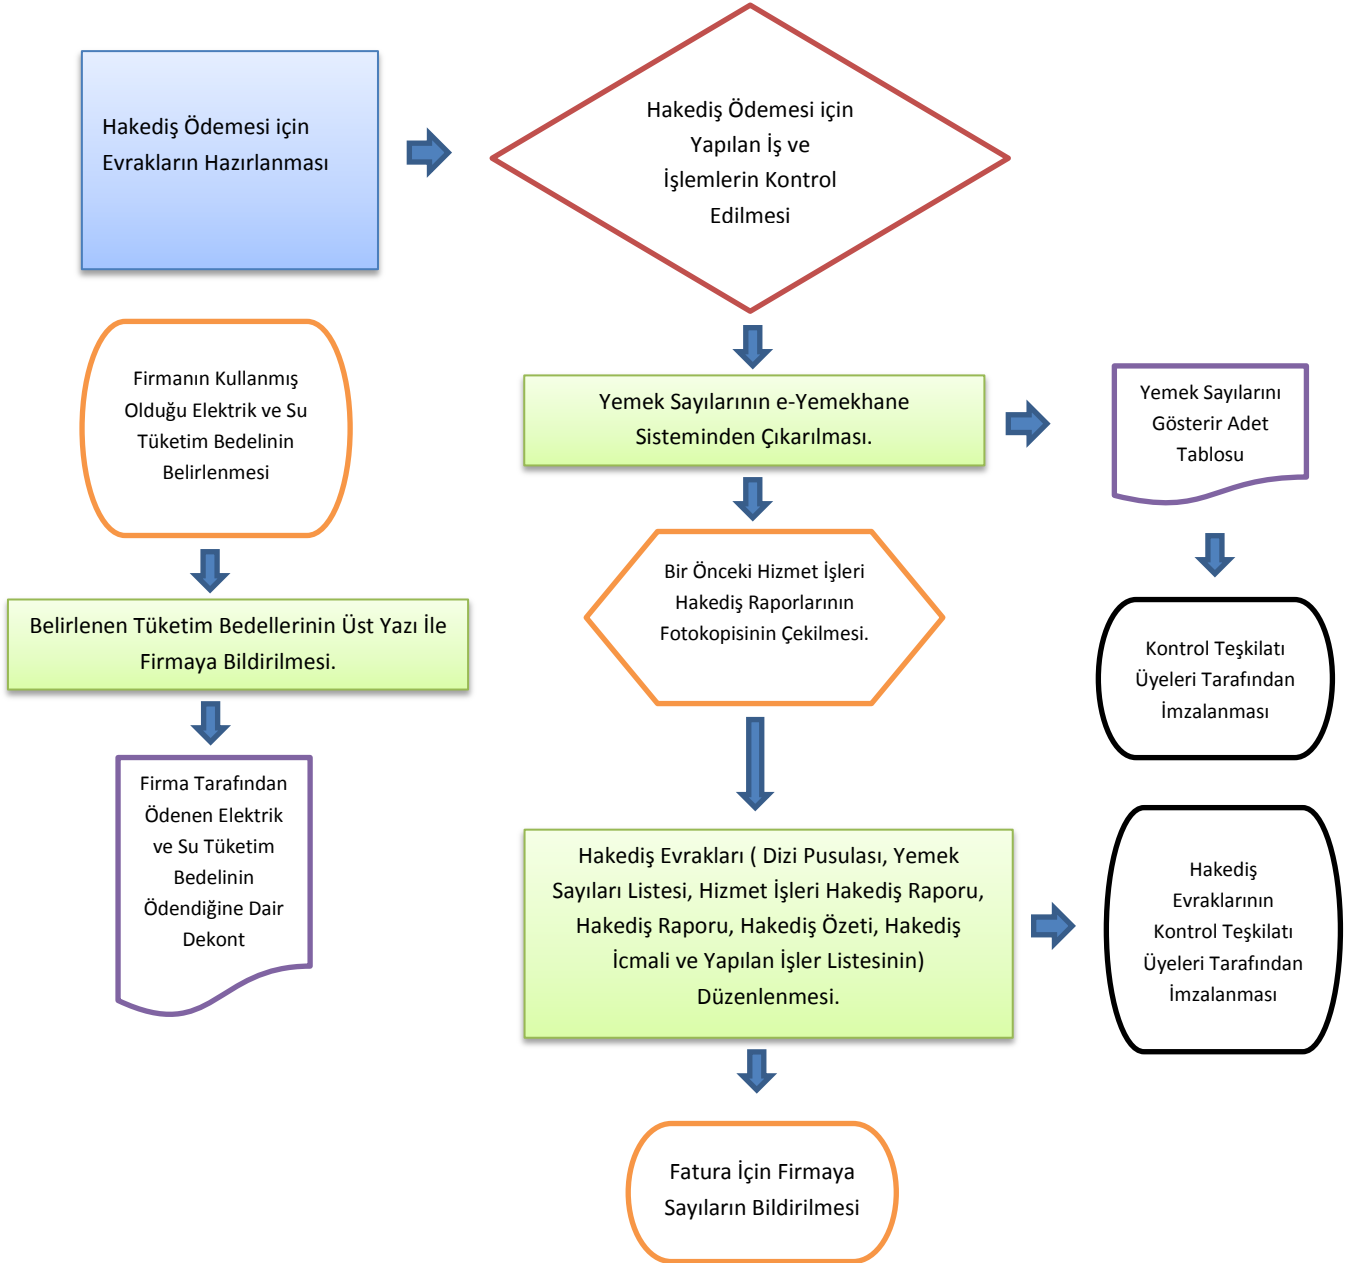 Hakediş Ödemesi için
Evrakların Hazırlanması
Hakediş Ödemesi için
Yapılan İş ve
İşlemlerin Kontrol
Edilmesi
Firmanın Kullanmış
Olduğu Elektrik ve Su
Tüketim Bedelinin
Belirlenmesi
Yemek Sayılarının e-Yemekhane
Sisteminden Çıkarılması.
Yemek Sayılarını
Gösterir Adet
Tablosu
Belirlenen Tüketim Bedellerinin Üst Yazı İle
Firmaya Bildirilmesi.
Bir Önceki Hizmet İşleri
Hakediş Raporlarının
Fotokopisinin Çekilmesi.
Kontrol Teşkilatı
Üyeleri Tarafından
İmzalanması
Firma Tarafından
Ödenen Elektrik
ve Su Tüketim
Bedelinin
Ödendiğine Dair
Dekont
Hakediş Evrakları ( Dizi Pusulası, Yemek
Sayıları Listesi, Hizmet İşleri Hakediş Raporu,
Hakediş Raporu, Hakediş Özeti, Hakediş
İcmali ve Yapılan İşler Listesinin)
Düzenlenmesi.
Hakediş
Evraklarının
Kontrol Teşkilatı
Üyeleri Tarafından
İmzalanması
Fatura İçin Firmaya
Sayıların Bildirilmesi